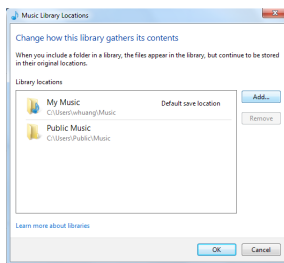 Music Library Locations
Change how this library gathers its contents
When you include a folder in a library, the files appear in the library, but continue to be stored
in their original locations.
Library locations
My Music
Default save location
C:\Users\whuang\Music
Public Music
C:\Users\Public\Music
Add...
Remove
Learn more about libraries
OK
Cancel